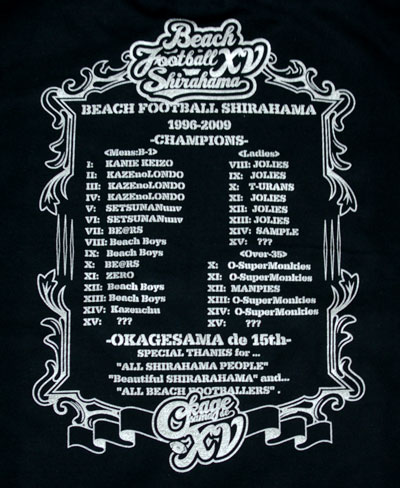 Beach
Football XV
Shirahama
BEACH FOOTBALL SHIRAHAMA
1996-2009
-CHAMPIONS-
<Mens:B-1>
I: KANIE KEIZO
II: KAZEnoLONDO
III: KAZEnoLONDO
IV: KAZEnoLONDO
V: SETSUNANunv
VI: SETSUNANunv
VII: BE@RS
VIII: Beach Boys
IX: Beach Boys
X: BE@RS
XI: ZERO
XII: Beach Boys
XIII: Beach Boys
XIV: Kazenchu
XV: ???
<Ladies>
VIII: JOLIES
IX: JOLIES
X: T-URANS
XI: JOLIES
XII: JOLIES
XIII: JOLIES
XIV: SAMPLE
XV: ???
<Over-35>
X: O-SuperMonkies
XI: O-SuperMonkies
XII: MANPIES
XIII: O-SuperMonkies
XIV: O-SuperMonkies
XV: ???
-OKAGESAMA de 15th-
SPECIAL THANKS for ...
"ALL SHIRAHAMA PEOPLE"
"Beautiful SHIRARAHAMA" and...
"ALL BEACH FOOTBALLERS" .
Okage
sama de
XV